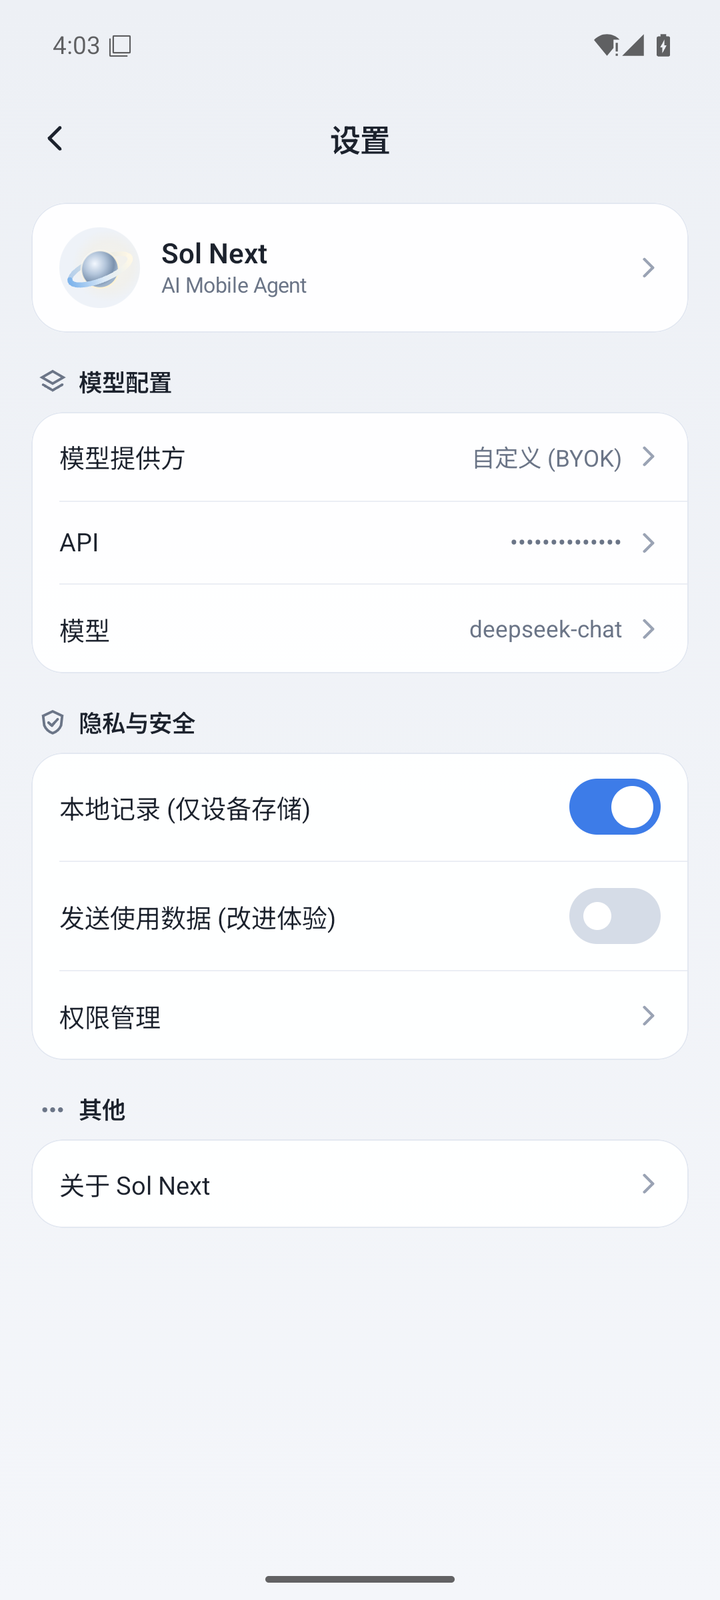 4:03
设置
Sol Next
AI Mobile Agent
模型配置
模型提供方 自定义 (BYOK)
API ••••••••••••••
模型 deepseek-chat
隐私与安全
本地记录 (仅设备存储)
发送使用数据 (改进体验)
权限管理
其他
关于 Sol Next